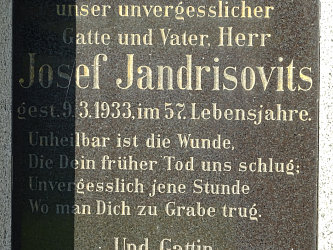 unser unvergesslicher
Gatte und Vater, Herr
Josef Jandrisovits
gest. 9.3.1933, im 57. Lebensjahre.
Unheilbar ist die Wunde,
Die Dein früher Tod uns schlug;
Unvergesslich jene Stunde
Wo man Dich zu Grabe trug.
Und Gattin